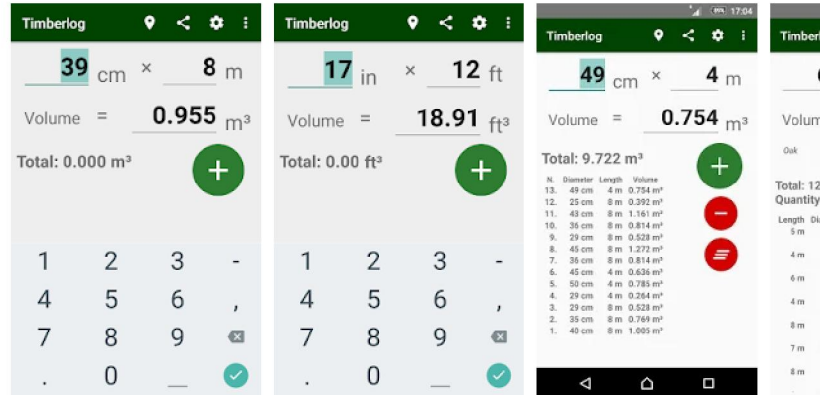 Timberlog
39 cm × 8 m
Volume = 0.955 m³
Total: 0.000 m³
+
1 2 3 -
4 5 6 ,
7 8 9
. 0 _
Timberlog
17 in × 12 ft
Volume = 18.91 ft³
Total: 0.00 ft³
+
1 2 3 -
4 5 6 ,
7 8 9
. 0 _
17:04
Timberlog
49 cm × 4 m
Volume = 0.754 m³
Total: 9.722 m³
N. Diameter Length Volume
13. 49 cm 4 m 0.754 m³
12. 25 cm 8 m 0.392 m³
11. 43 cm 8 m 1.161 m³
10. 36 cm 8 m 0.814 m³
9. 29 cm 8 m 0.528 m³
8. 45 cm 8 m 1.272 m³
7. 36 cm 8 m 0.814 m³
6. 45 cm 4 m 0.636 m³
5. 50 cm 4 m 0.785 m³
4. 29 cm 4 m 0.264 m³
3. 29 cm 8 m 0.528 m³
2. 35 cm 8 m 0.769 m³
1. 40 cm 8 m 1.005 m³
Timber
Volum
Oak
Total: 12
Quantity
Length Di
5 m
4 m
6 m
4 m
8 m
7 m
8 m